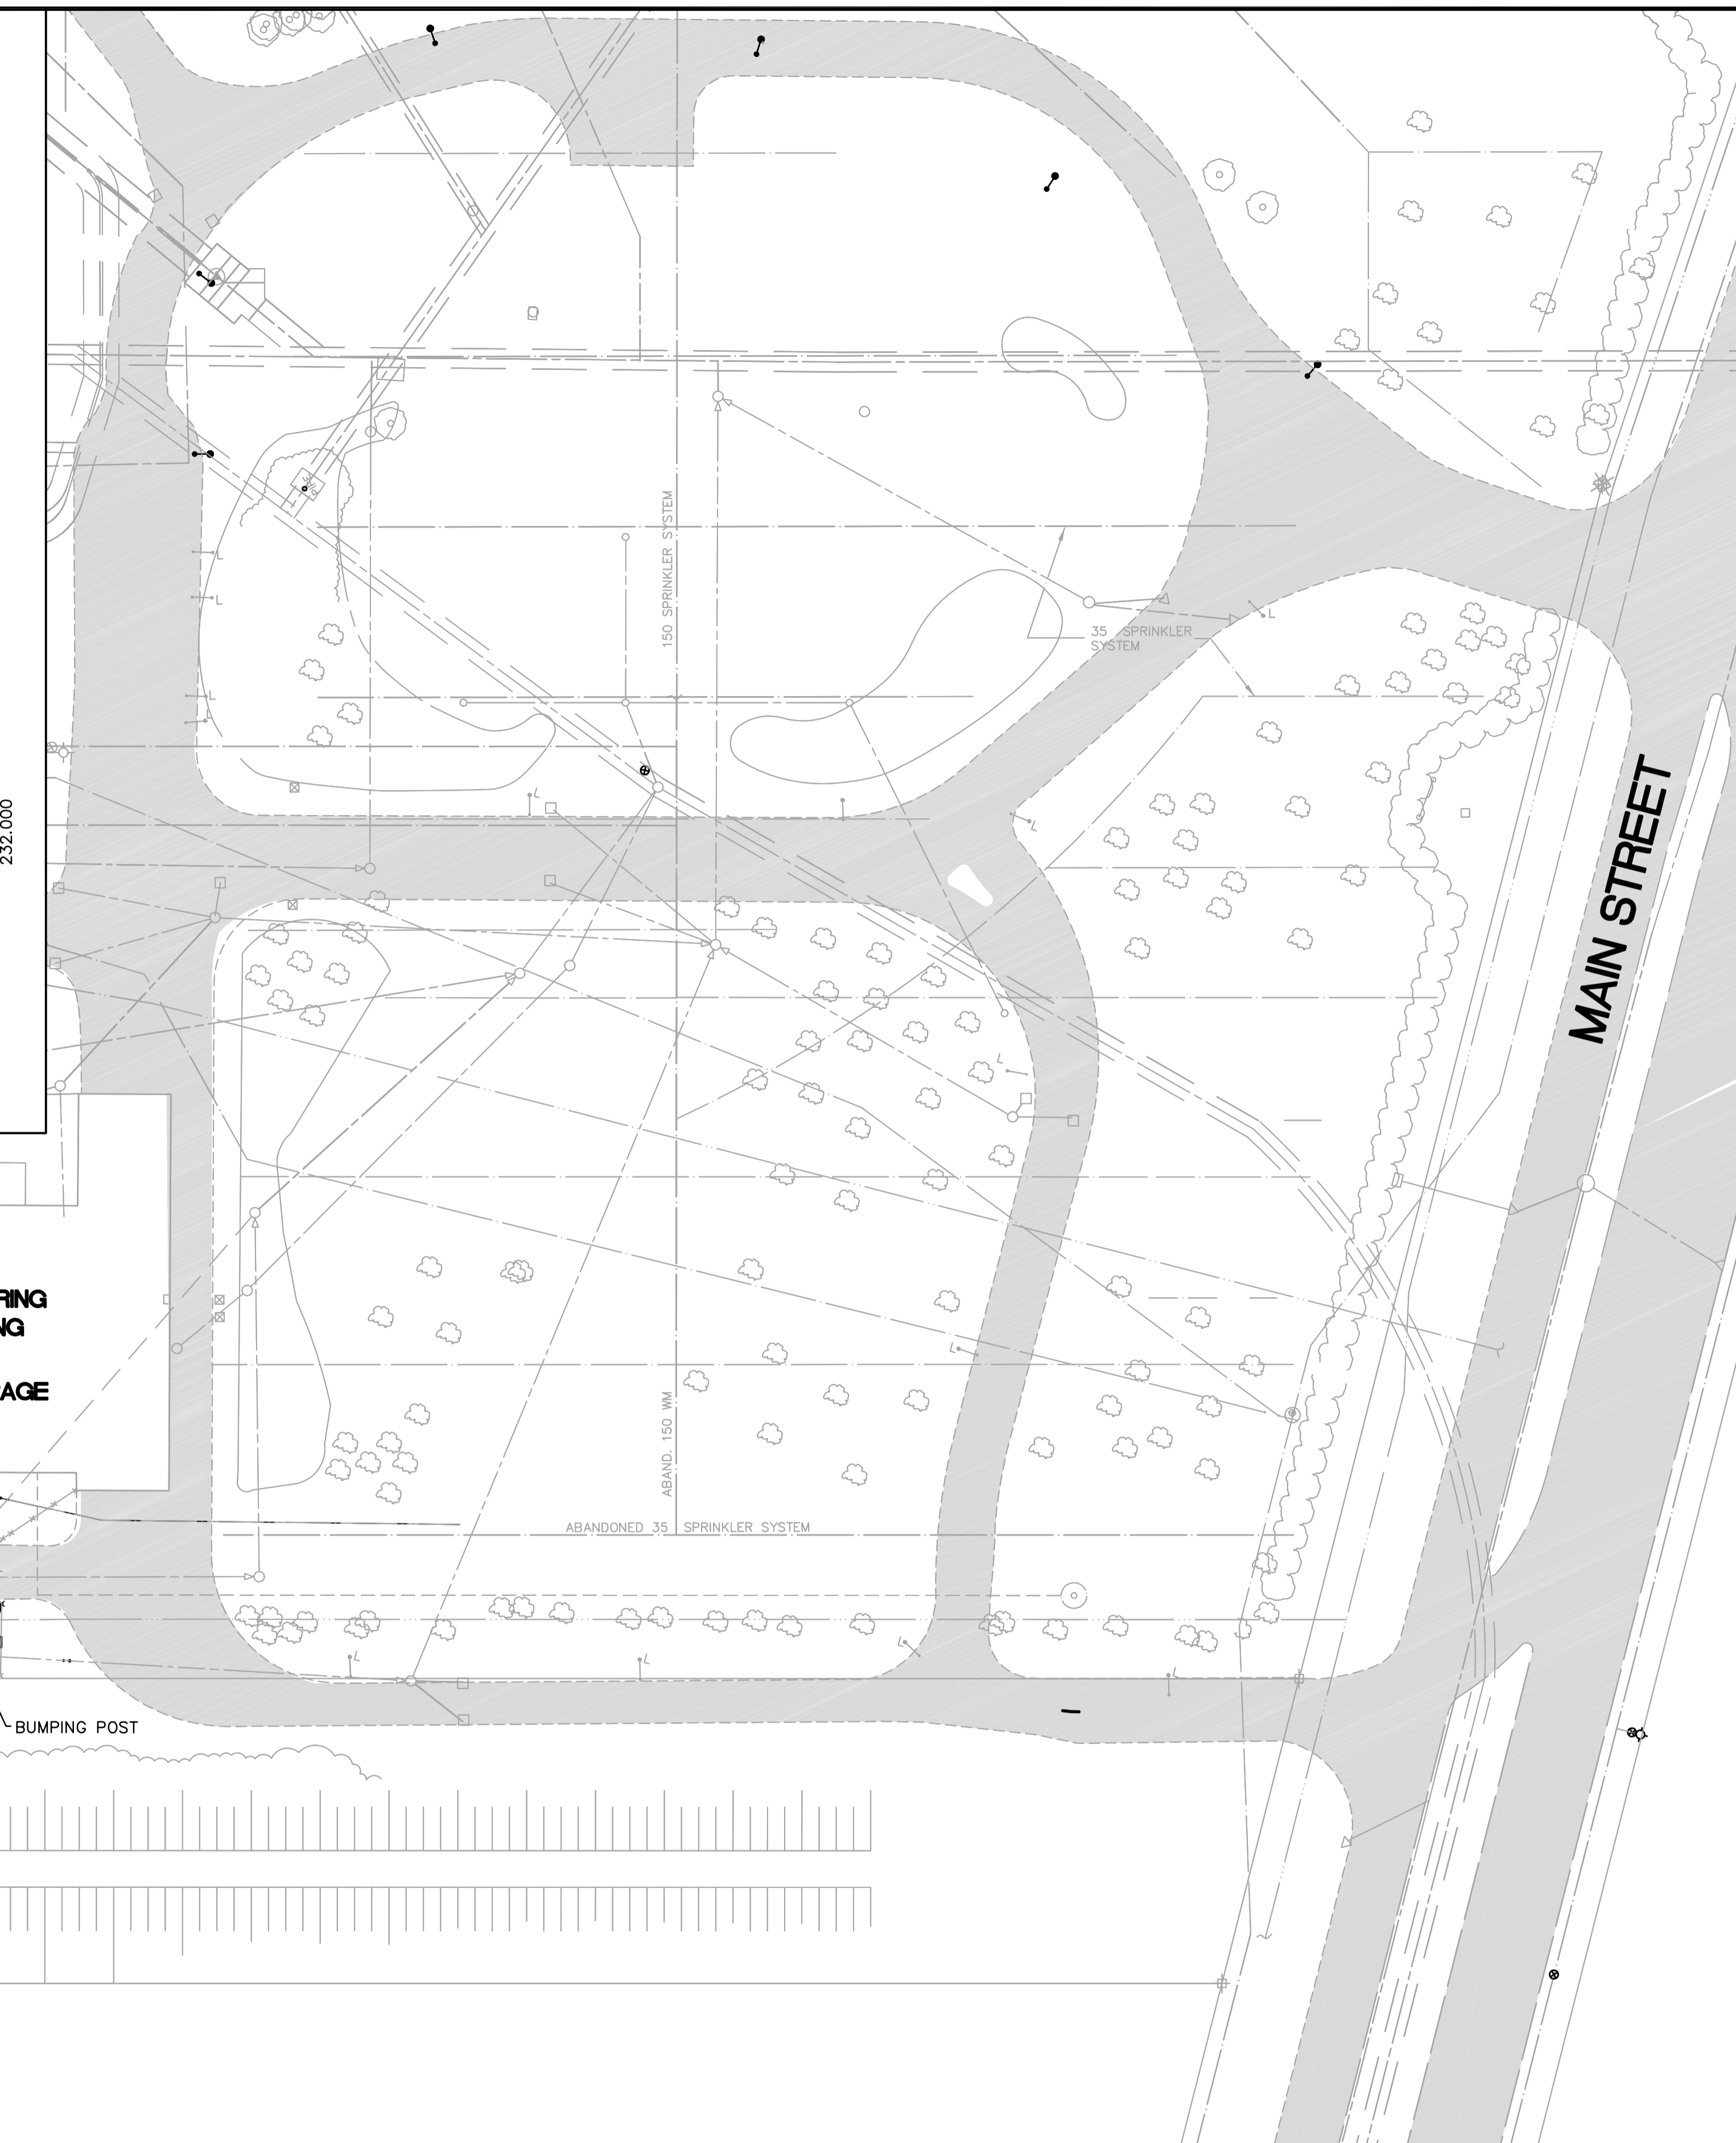 232.000
150 SPRINKLER SYSTEM
35 SPRINKLER
SYSTEM
MAIN STREET
RING
NG
RAGE
ABAND. 150 WM
ABANDONED 35 SPRINKLER SYSTEM
BUMPING POST
L
L
L
L
L
L
L
L
L
L
L
L